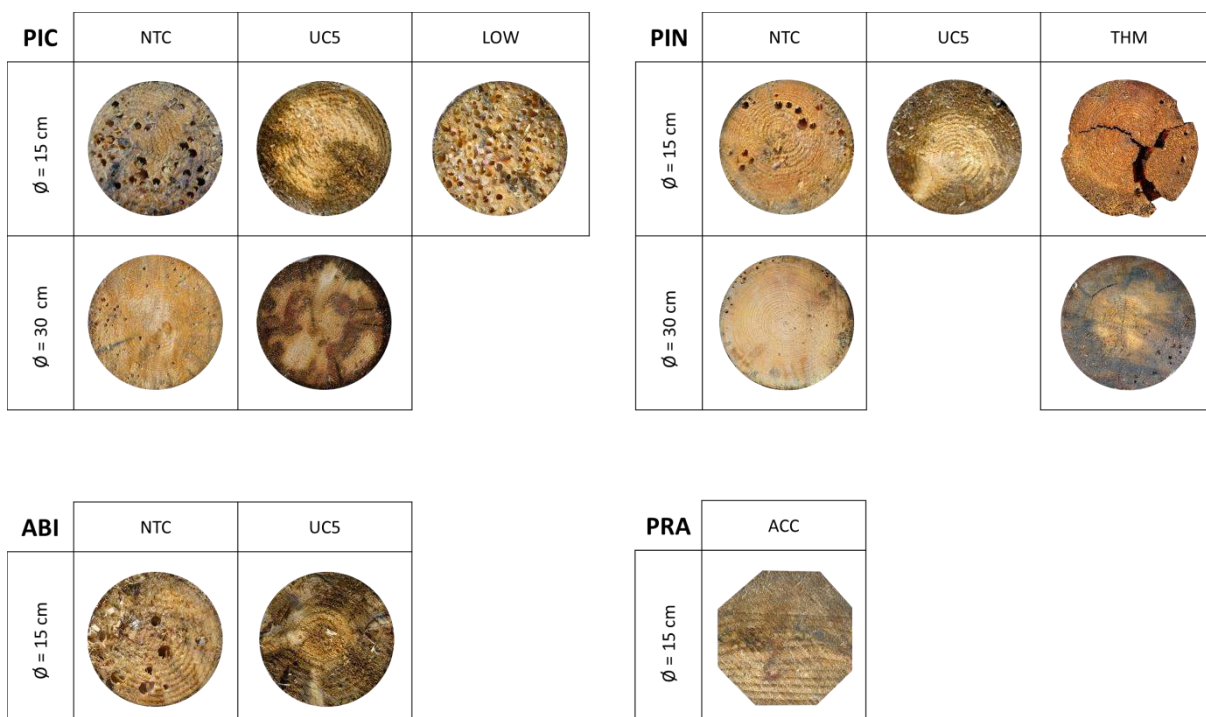 PIC NTC UC5 LOW
Ø = 15 cm
Ø = 30 cm
PIN NTC UC5 THM
Ø = 15 cm
Ø = 30 cm
ABI NTC UC5
Ø = 15 cm
PRA ACC
Ø = 15 cm